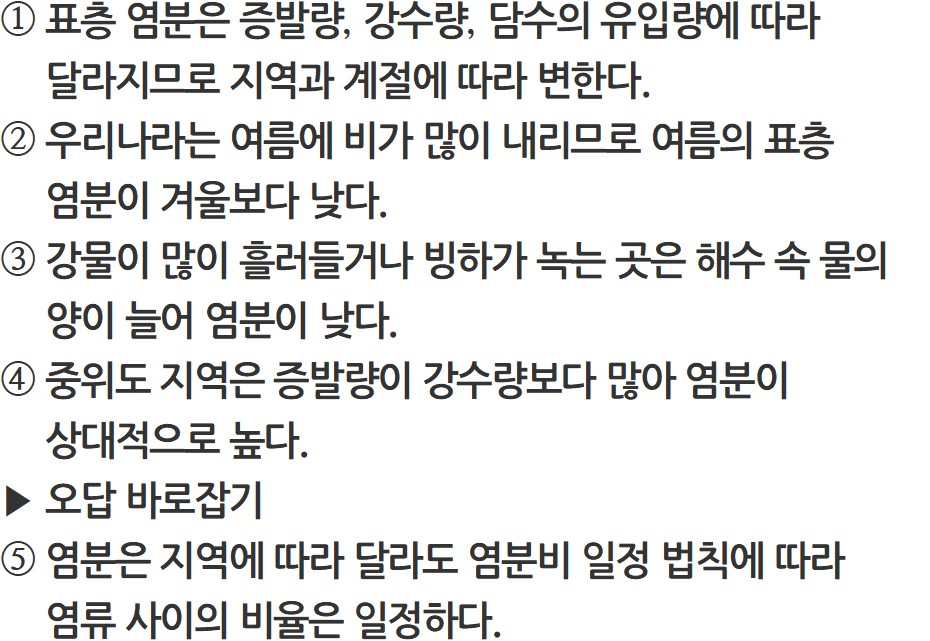 ① 표층 염분은 증발량, 강수량, 담수의 유입량에 따라
달라지므로 지역과 계절에 따라 변한다.
② 우리나라는 여름에 비가 많이 내리므로 여름의 표층
염분이 겨울보다 낮다.
③ 강물이 많이 흘러들거나 빙하가 녹는 곳은 해수 속 물의
양이 늘어 염분이 낮다.
④ 중위도 지역은 증발량이 강수량보다 많아 염분이
상대적으로 높다.
▶ 오답 바로잡기
⑤ 염분은 지역에 따라 달라도 염분비 일정 법칙에 따라
염류 사이의 비율은 일정하다.